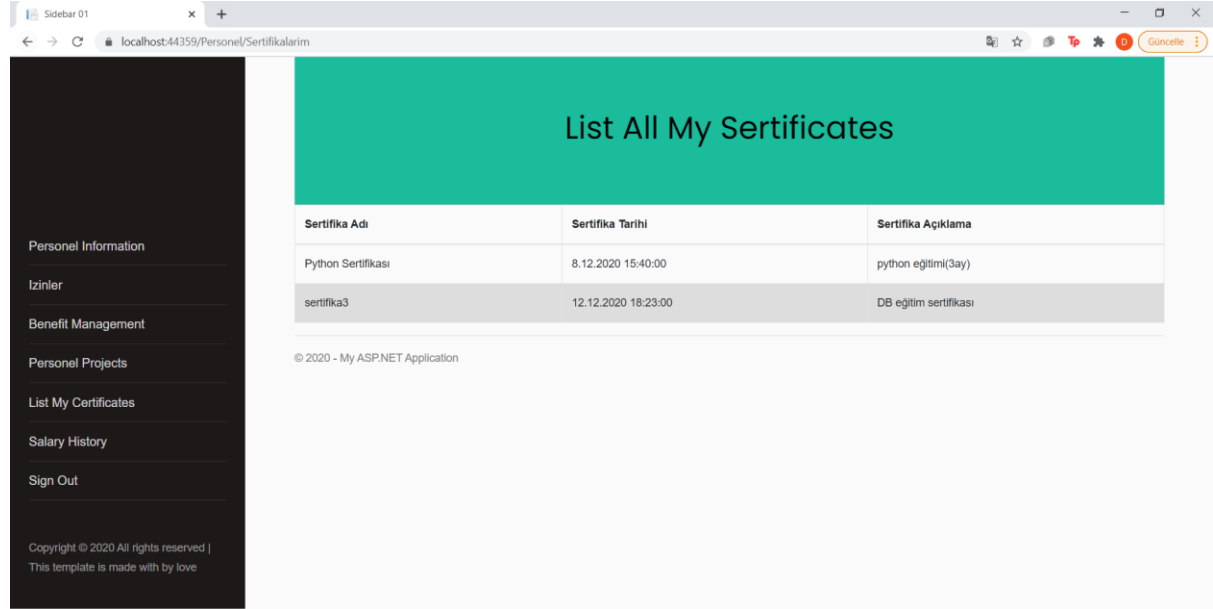 Sidebar 01
localhost:44359/Personel/Sertifikalarim
Tp
D
Güncelle
List All My Sertificates
Sertifika Adı Sertifika Tarihi Sertifika Açıklama
Python Sertifikası 8.12.2020 15:40:00 python eğitimi(3ay)
sertifika3 12.12.2020 18:23:00 DB eğitim sertifikası
© 2020 - My ASP.NET Application
Personel Information
Izinler
Benefit Management
Personel Projects
List My Certificates
Salary History
Sign Out
Copyright © 2020 All rights reserved |
This template is made with by love